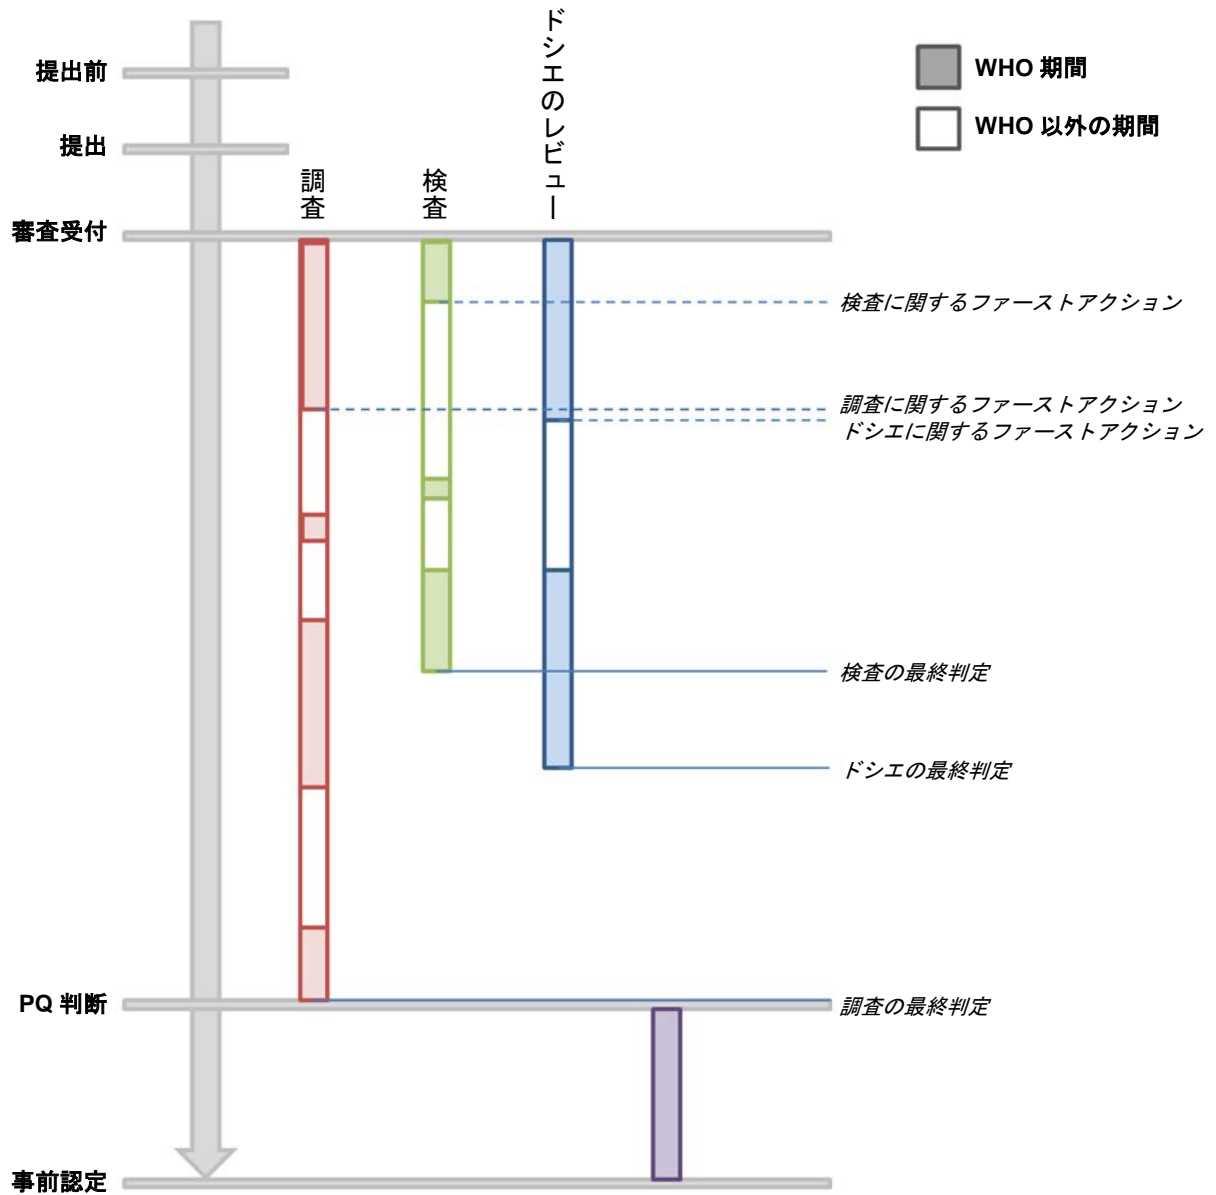 ドシエのレビュー
WHO 期間
提出前
WHO 以外の期間
提出
調査
検査
審査受付
検査に関するファーストアクション
調査に関するファーストアクション
ドシエに関するファーストアクション
検査の最終判定
ドシエの最終判定
PQ 判断
調査の最終判定
事前認定